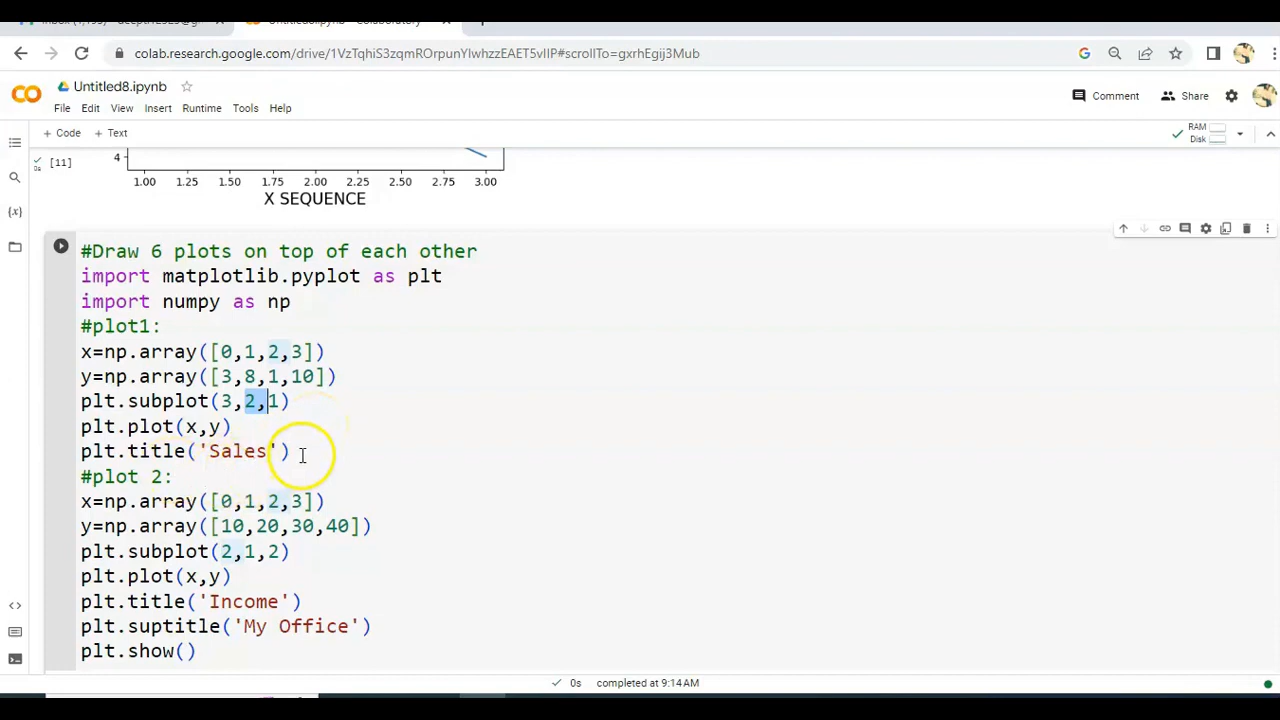 colab.research.google.com/drive/1VzTqhiS3zqmROrpunYlwhzzEAET5vIIP#scrollTo=gxrhEgij3Mub
Untitled8.ipynb
File Edit View Insert Runtime Tools Help
Comment Share
+ Code + Text
RAM
Disk
[11]
4
1.00 1.25 1.50 1.75 2.00 2.25 2.50 2.75 3.00
X SEQUENCE
#Draw 6 plots on top of each other
import matplotlib.pyplot as plt
import numpy as np
#plot1:
x=np.array([0,1,2,3])
y=np.array([3,8,1,10])
plt.subplot(3,2,1)
plt.plot(x,y)
plt.title('Sales')
#plot 2:
x=np.array([0,1,2,3])
y=np.array([10,20,30,40])
plt.subplot(2,1,2)
plt.plot(x,y)
plt.title('Income')
plt.suptitle('My Office')
plt.show()
0s completed at 9:14 AM